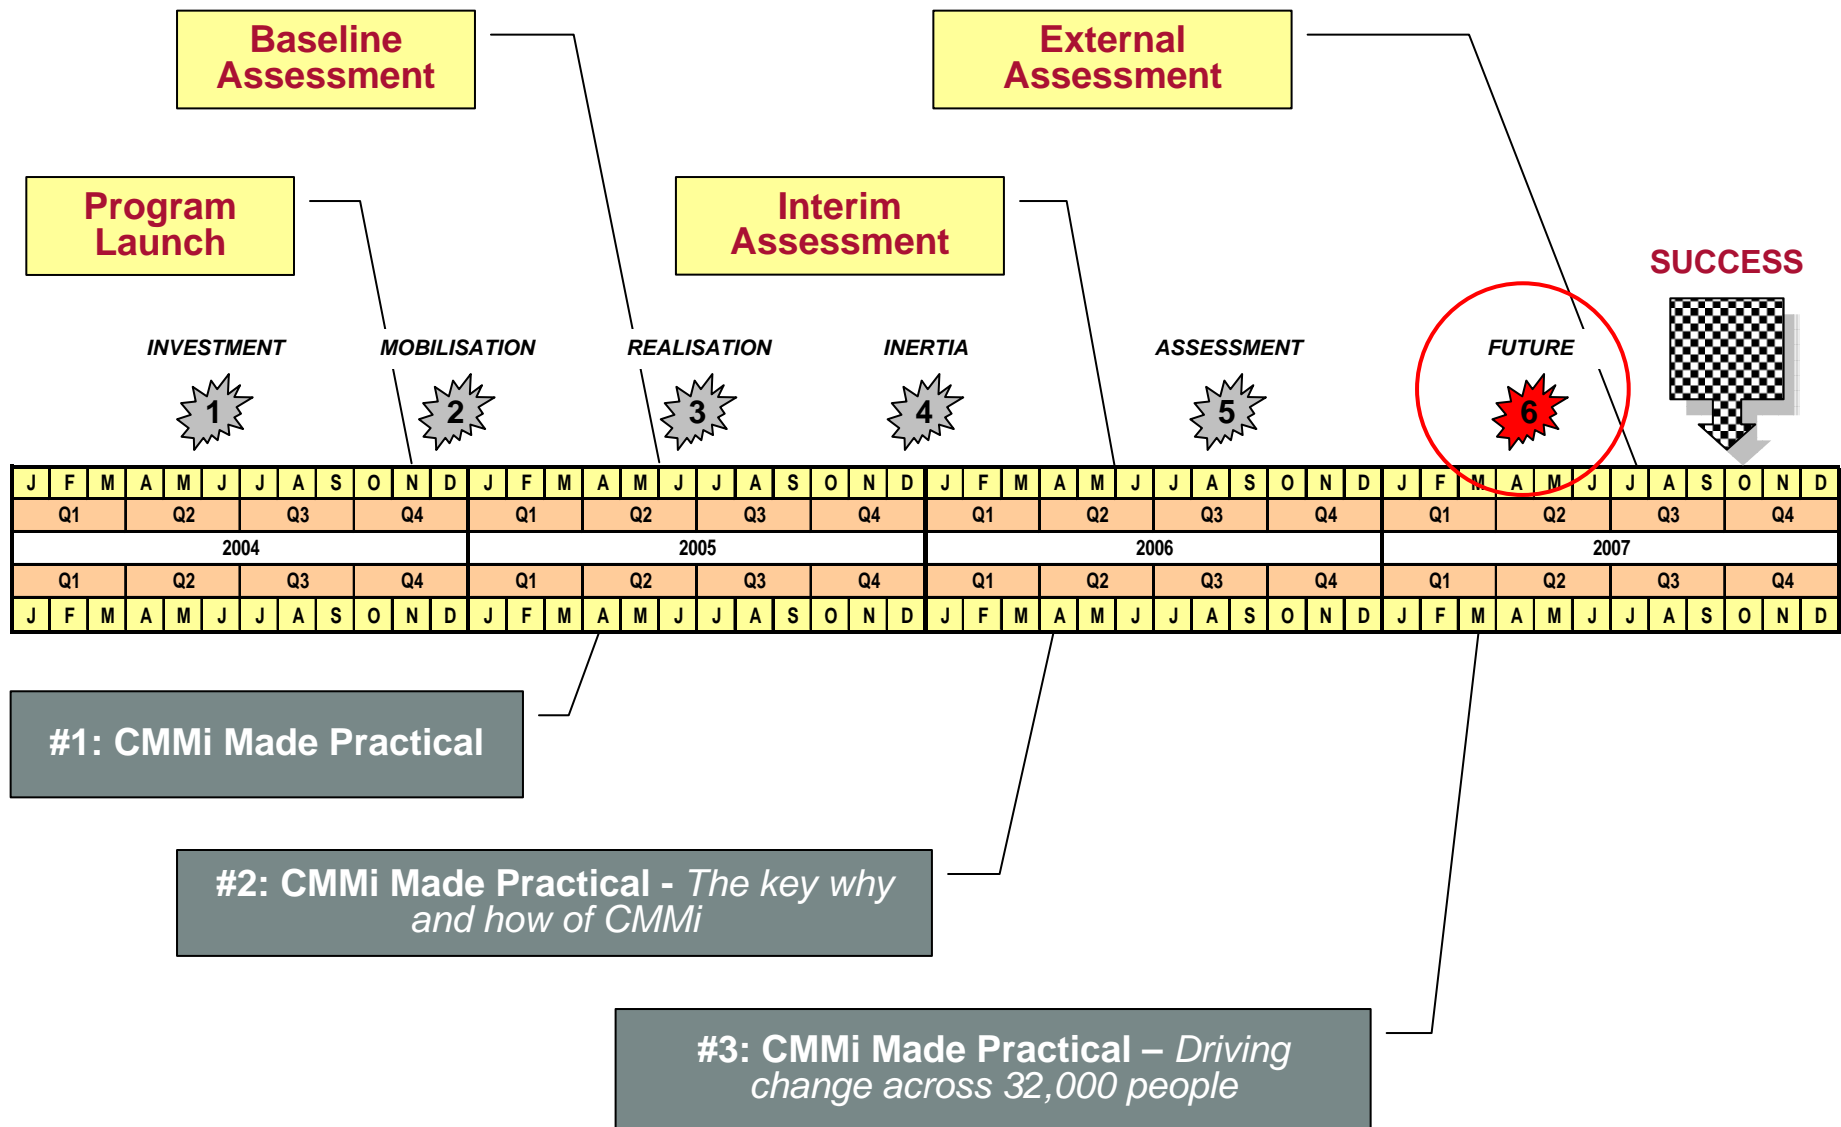 Baseline
Assessment
External
Assessment
Program
Launch
Interim
Assessment
SUCCESS
INVESTMENT MOBILISATION REALISATION INERTIA ASSESSMENT FUTURE
1 2 3 4 5 6
J F M A M J J A S O N D J F M A M J J A S O N D J F M A M J J A S O N D J F M A M J J A S O N D
Q1 Q2 Q3 Q4 Q1 Q2 Q3 Q4 Q1 Q2 Q3 Q4 Q1 Q2 Q3 Q4
2004 2005 2006 2007
Q1 Q2 Q3 Q4 Q1 Q2 Q3 Q4 Q1 Q2 Q3 Q4 Q1 Q2 Q3 Q4
J F M A M J J A S O N D J F M A M J J A S O N D J F M A M J J A S O N D J F M A M J J A S O N D
#1: CMMi Made Practical
#2: CMMi Made Practical - The key why
and how of CMMi
#3: CMMi Made Practical – Driving
change across 32,000 people